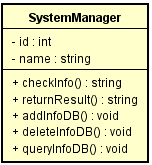 SystemManager
- id : int
- name : string
+ checkInfo() : string
+ returnResult() : string
+ addInfoDB() : void
+ deleteInfoDB() : void
+ queryInfoDB() : void